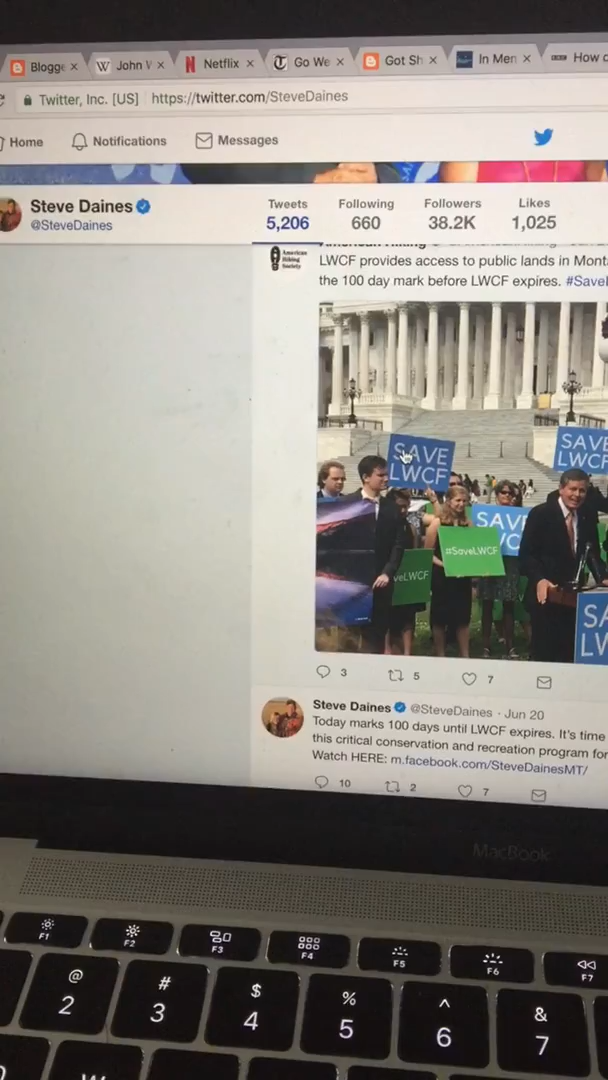 Blogge
John V
Netflix
Go We
Got Sh
In Men
How
Twitter, Inc. [US] https://twitter.com/SteveDaines
Home Notifications Messages
Steve Daines
@SteveDaines
Tweets Following Followers Likes
5,206 660 38.2K 1,025
American
Hiking
Society
LWCF provides access to public lands in Mont
the 100 day mark before LWCF expires. #Save
SAVE
LWCF
SAVE
LWCF
SAVE
#SaveLWCF
veLWCF
3 5 7
Steve Daines @SteveDaines · Jun 20
Today marks 100 days until LWCF expires. It's time
this critical conservation and recreation program for
Watch HERE: m.facebook.com/SteveDainesMT/
10 2 7
MacBook
F1 F2 F3 F4 F5 F6 F7
@ # $ % ^ &
2 3 4 5 6 7
W